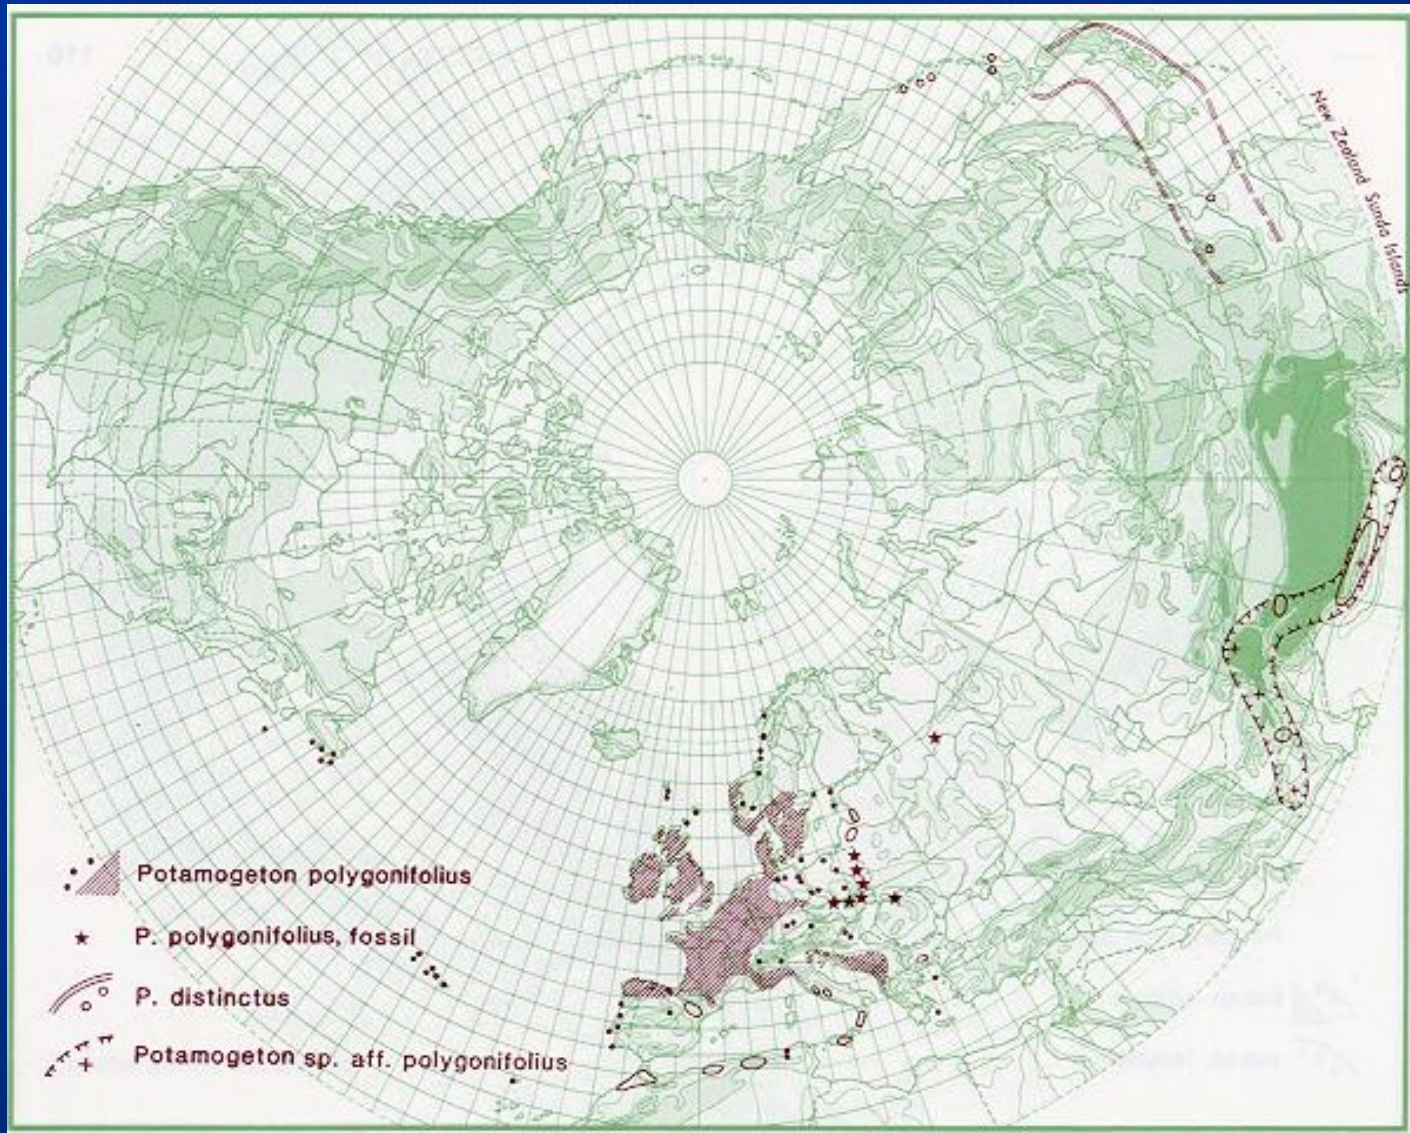 New Zealand Sunda Islands
Potamogeton polygonifolius
P. polygonifolius, fossil
P. distinctus
Potamogeton sp. aff. polygonifolius